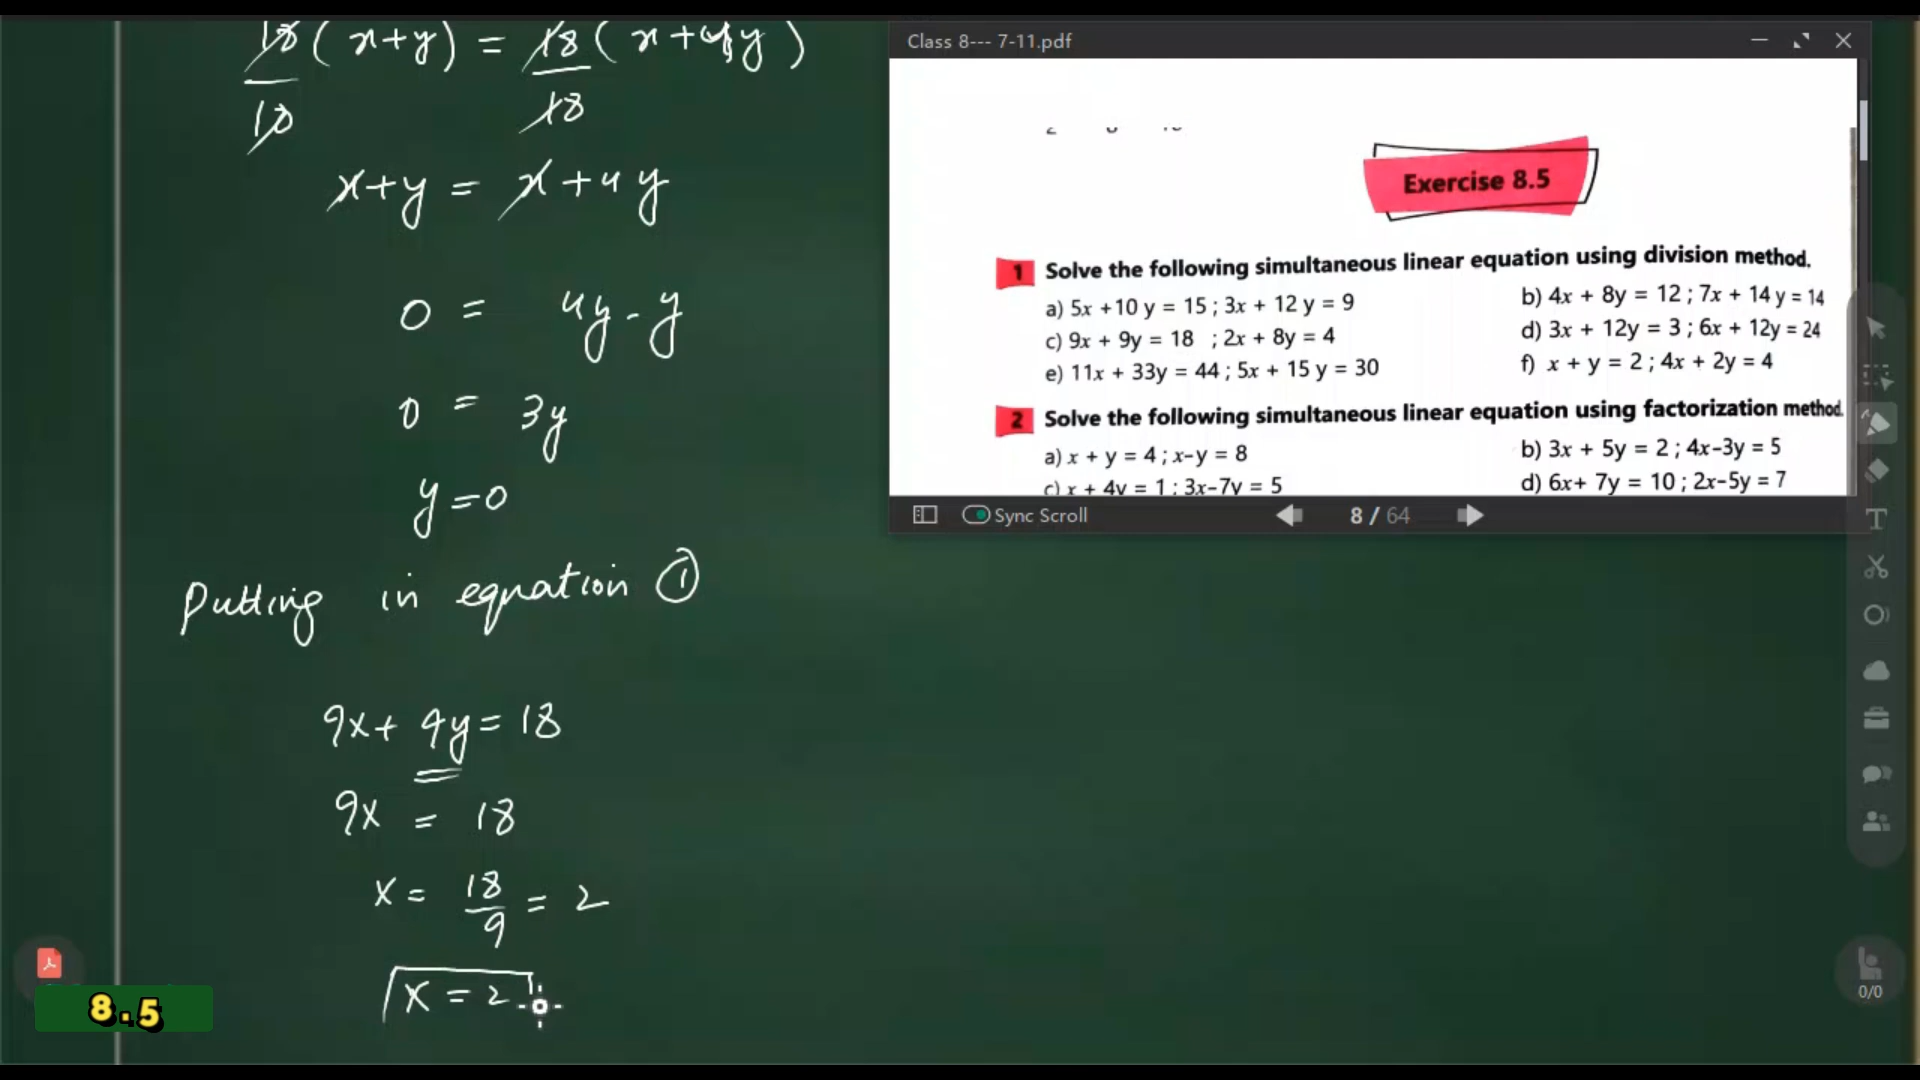 18(x+y) = 18(x+4y)
18 18
x+y = x+4y
0 = 4y-y
0 = 3y
y=0
Putting in equation ①
9x+ 9y=18
9x = 18
x = 18/9 = 2
x = 2
8.5
Class 8--- 7-11.pdf
Exercise 8.5
1 Solve the following simultaneous linear equation using division method.
a) 5x +10 y = 15 ; 3x + 12 y = 9
b) 4x + 8y = 12 ; 7x + 14 y = 14
c) 9x + 9y = 18 ; 2x + 8y = 4
d) 3x + 12y = 3 ; 6x + 12y = 24
e) 11x + 33y = 44 ; 5x + 15 y = 30
f) x + y = 2 ; 4x + 2y = 4
2 Solve the following simultaneous linear equation using factorization method.
a) x + y = 4 ; x-y = 8
b) 3x + 5y = 2 ; 4x-3y = 5
c) x + 4y = 1 ; 3x-7y = 5
d) 6x+ 7y = 10 ; 2x-5y = 7
Sync Scroll
8 / 64
0/0